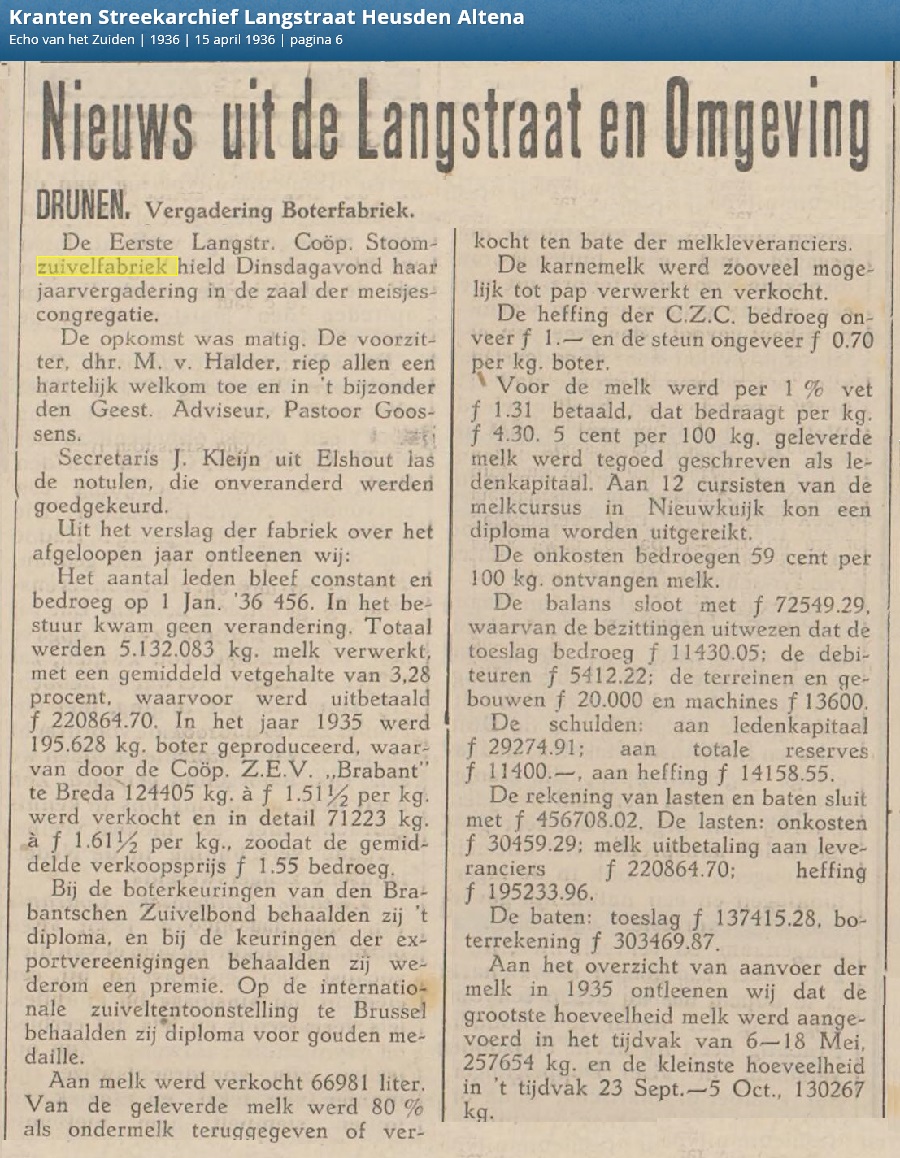 Kranten Streekarchief Langstraat Heusden Altena
Echo van het Zuiden | 1936 | 15 april 1936 | pagina 6
Nieuws uit de Langstraat en Omgeving
DRUNEN. Vergadering Boterfabriek.
De Eerste Langstr. Coöp. Stoom-
zuivelfabriek hield Dinsdagavond haar
jaarvergadering in de zaal der meisjes-
congregatie.
De opkomst was matig. De voorzit-
ter, dhr. M. v. Halder, riep allen een
hartelijk welkom toe en in 't bijzonder
den Geest. Adviseur, Pastoor Goos-
sens.
Secretaris J. Kleijn uit Elshout las
de notulen, die onveranderd werden
goedgekeurd.
Uit het verslag der fabriek over het
afgeloopen jaar ontleenen wij:
Het aantal leden bleef constant en
bedroeg op 1 Jan. '36 456. In het be-
stuur kwam geen verandering. Totaal
werden 5.132.083 kg. melk verwerkt,
met een gemiddeld vetgehalte van 3,28
procent, waarvoor werd uitbetaald
ƒ 220864.70. In het jaar 1935 werd
195.628 kg. boter geproduceerd, waar-
van door de Coöp. Z.E.V. „Brabant"
te Breda 124405 kg. à ƒ 1.51½ per kg.
werd verkocht en in detail 71223 kg.
à ƒ 1.61½ per kg., zoodat de gemid-
delde verkoopsprijs ƒ 1.55 bedroeg.
Bij de boterkeuringen van den Bra-
bantschen Zuivelbond behaalden zij 't
diploma, en bij de keuringen der ex-
portvereenigingen behaalden zij we-
derom een premie. Op de internatio-
nale zuiveltentoonstelling te Brussel
behaalden zij diploma voor gouden me-
daille.
Aan melk werd verkocht 66981 liter.
Van de geleverde melk werd 80 %
als ondermelk teruggegeven of ver-
kocht ten bate der melkleveranciers.
De karnemelk werd zooveel moge-
lijk tot pap verwerkt en verkocht.
De heffing der C.Z.C. bedroeg on-
veer ƒ 1.— en de steun ongeveer ƒ 0.70
per kg. boter.
Voor de melk werd per 1 % vet
ƒ 1.31 betaald, dat bedraagt per kg.
ƒ 4.30. 5 cent per 100 kg. geleverde
melk werd tegoed geschreven als le-
denkapitaal. Aan 12 cursisten van de
melkcursus in Nieuwkuijk kon een
diploma worden uitgereikt.
De onkosten bedroegen 59 cent per
100 kg. ontvangen melk.
De balans sloot met ƒ 72549.29,
waarvan de bezittingen uitwezen dat de
toeslag bedroeg ƒ 11430.05; de debi-
teuren ƒ 5412.22; de terreinen en ge-
bouwen ƒ 20.000 en machines ƒ 13600.
De schulden: aan ledenkapitaal
ƒ 29274.91; aan totale reserves
ƒ 11400.—, aan heffing ƒ 14158.55.
De rekening van lasten en baten sluit
met ƒ 456708.02. De lasten: onkosten
ƒ 30459.29; melk uitbetaling aan leve-
ranciers ƒ 220864.70; heffing
ƒ 195233.96.
De baten: toeslag ƒ 137415.28, bo-
terrekening ƒ 303469.87.
Aan het overzicht van aanvoer der
melk in 1935 ontleenen wij dat de
grootste hoeveelheid melk werd aange-
voerd in het tijdvak van 6—18 Mei,
257654 kg. en de kleinste hoeveelheid
in 't tijdvak 23 Sept.—5 Oct., 130267
kg.